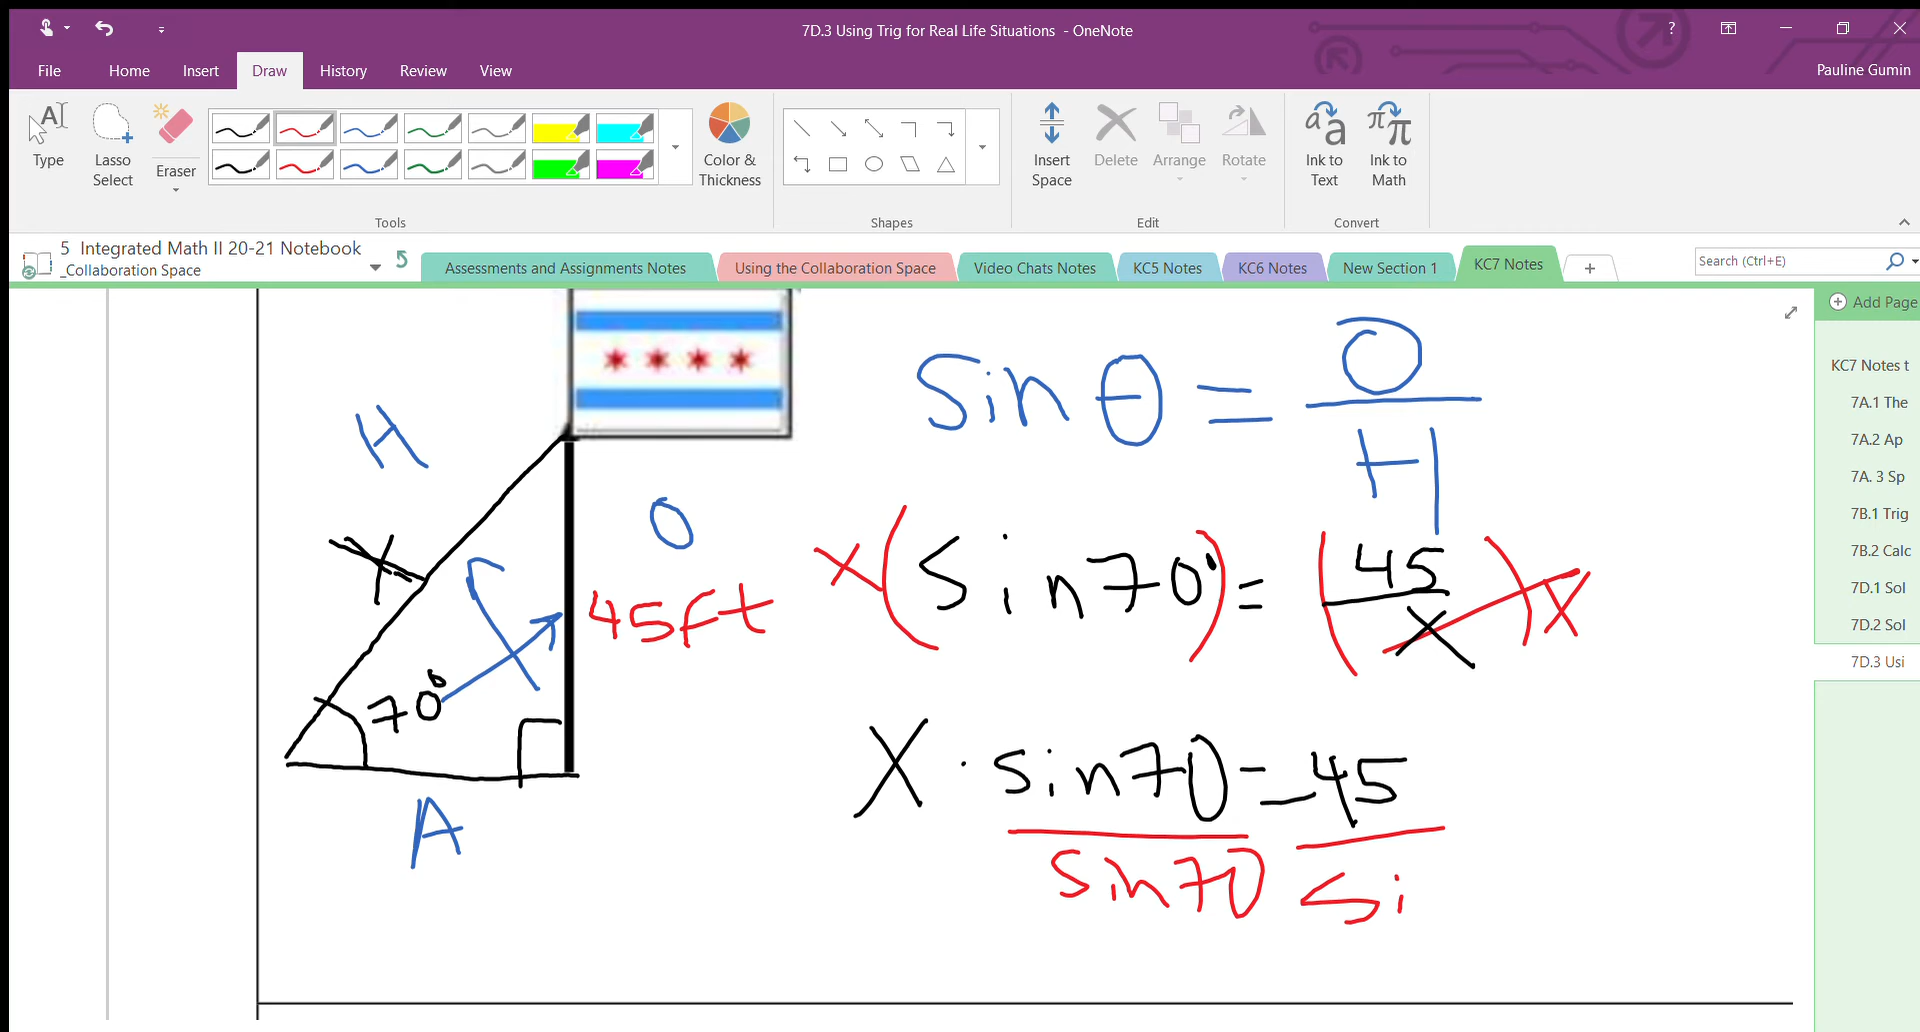 7D.3 Using Trig for Real Life Situations - OneNote
?
File Home Insert Draw History Review View
Pauline Gumin
Type
Lasso Select
Eraser
Color & Thickness
Insert Space
Delete
Arrange
Rotate
Ink to Text
Ink to Math
Tools
Shapes
Edit
Convert
5 Integrated Math II 20-21 Notebook
_Collaboration Space
Assessments and Assignments Notes
Using the Collaboration Space
Video Chats Notes
KC5 Notes
KC6 Notes
New Section 1
KC7 Notes
+
Search (Ctrl+E)
Add Page
KC7 Notes t
7A.1 The
7A.2 Ap
7A. 3 Sp
7B.1 Trig
7B.2 Calc
7D.1 Sol
7D.2 Sol
7D.3 Usi
H
O
X
45ft
70°
A
Sin θ = O
H
X(Sin70°) = (45)X
X
X · sin70 = 45
sin70 Si